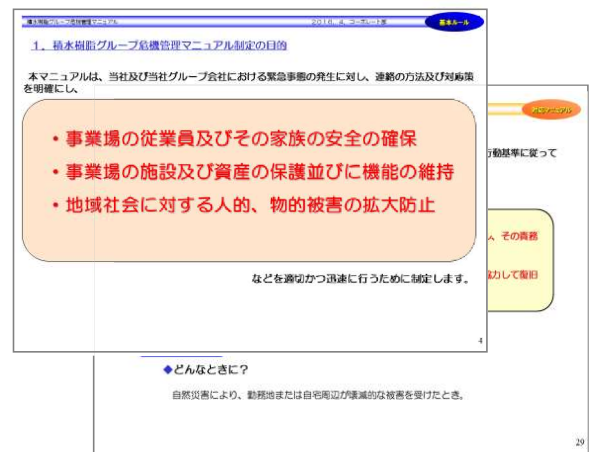 積水樹脂グループ危機管理マニュアル
2016.4.コーポレート部
基本ルール
1．積水樹脂グループ危機管理マニュアル制定の目的
本マニュアルは、当社及び当社グループ会社における緊急事態の発生に対し、連絡の方法及び対応策
を明確にし、
・事業場の従業員及びその家族の安全の確保
・事業場の施設及び資産の保護並びに機能の維持
・地域社会に対する人的、物的被害の拡大防止
などを適切かつ迅速に行うために制定します。
4
行動基準に従って
、その責務
協力して復旧
◆どんなときに？
自然災害により、勤務地または自宅周辺が壊滅的な被害を受けたとき。
29